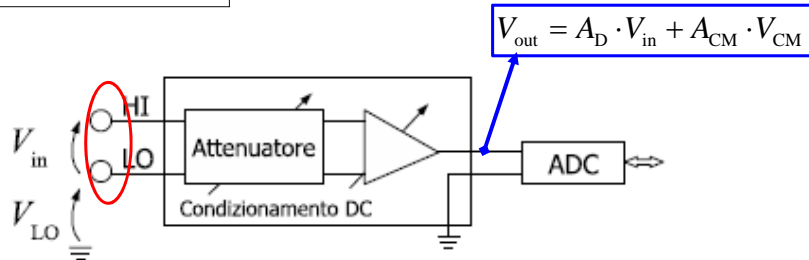 V_out = A_D · V_in + A_CM · V_CM
HI
V_in
Attenuatore
LO
ADC
V_LO
Condizionamento DC